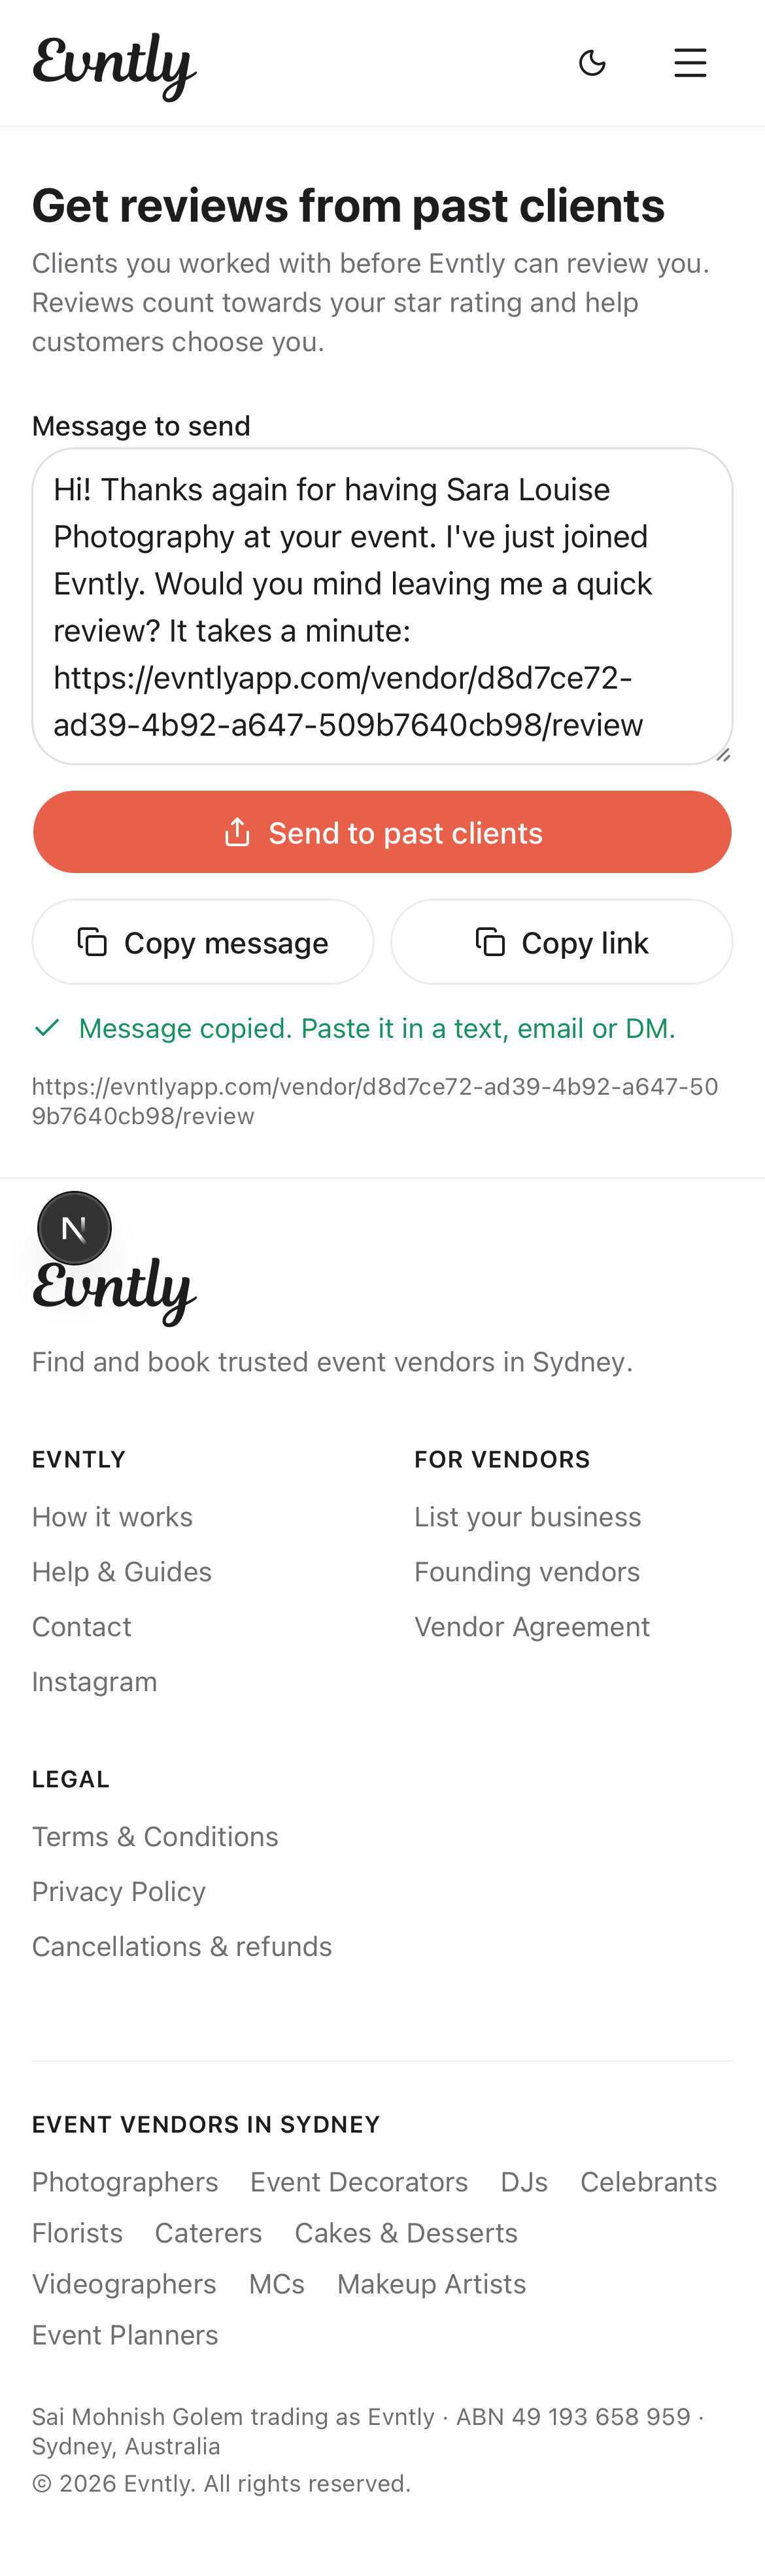 Evntly
Get reviews from past clients
Clients you worked with before Evntly can review you.
Reviews count towards your star rating and help
customers choose you.
Message to send
Hi! Thanks again for having Sara Louise
Photography at your event. I've just joined
Evntly. Would you mind leaving me a quick
review? It takes a minute:
https://evntlyapp.com/vendor/d8d7ce72-
ad39-4b92-a647-509b7640cb98/review
Send to past clients
Copy message
Copy link
Message copied. Paste it in a text, email or DM.
https://evntlyapp.com/vendor/d8d7ce72-ad39-4b92-a647-50
9b7640cb98/review
N
Evntly
Find and book trusted event vendors in Sydney.
EVNTLY
How it works
Help & Guides
Contact
Instagram
FOR VENDORS
List your business
Founding vendors
Vendor Agreement
LEGAL
Terms & Conditions
Privacy Policy
Cancellations & refunds
EVENT VENDORS IN SYDNEY
Photographers Event Decorators DJs Celebrants
Florists Caterers Cakes & Desserts
Videographers MCs Makeup Artists
Event Planners
Sai Mohnish Golem trading as Evntly · ABN 49 193 658 959 ·
Sydney, Australia
© 2026 Evntly. All rights reserved.